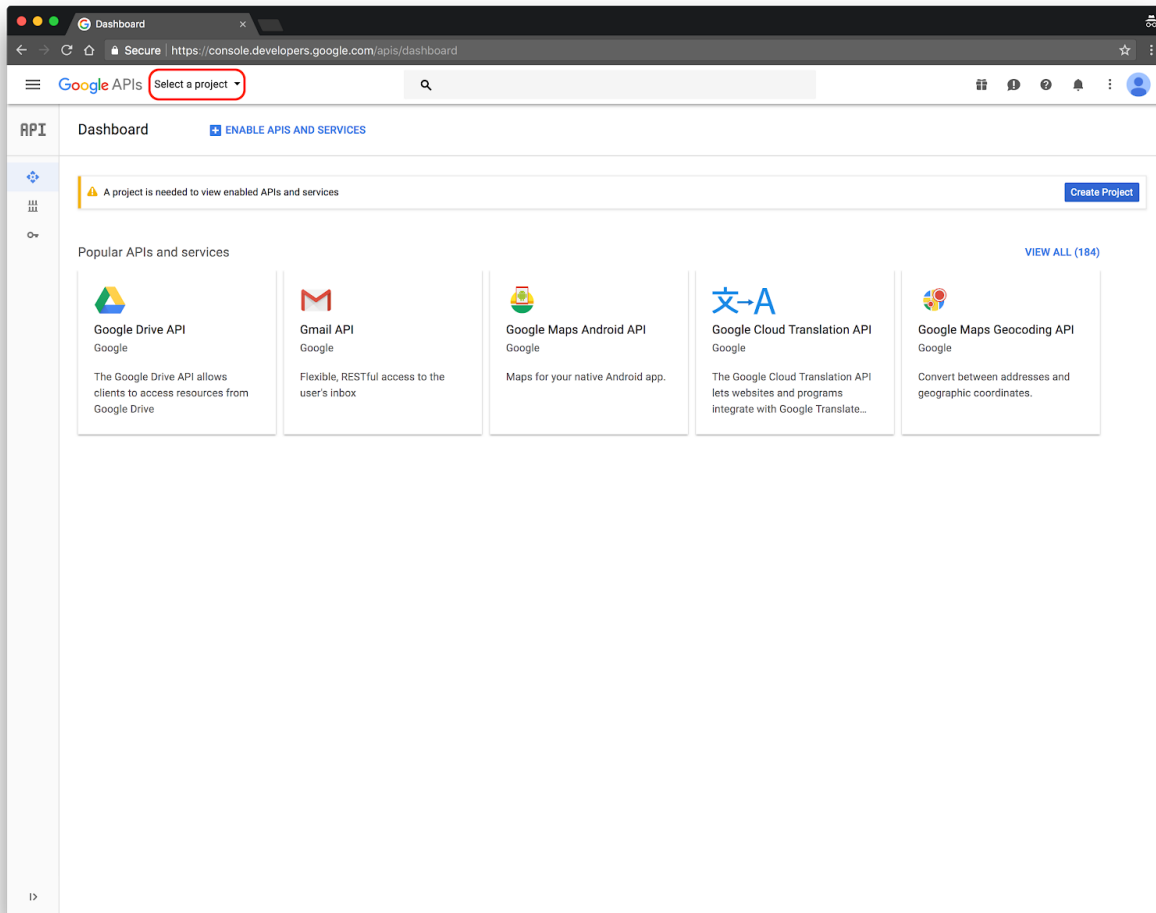 Dashboard
Secure https://console.developers.google.com/apis/dashboard
Google APIs Select a project
API Dashboard ENABLE APIS AND SERVICES
A project is needed to view enabled APIs and services Create Project
Popular APIs and services VIEW ALL (184)
Google Drive API
Google
The Google Drive API allows
clients to access resources from
Google Drive
Gmail API
Google
Flexible, RESTful access to the
user's inbox
Google Maps Android API
Google
Maps for your native Android app.
文→A
Google Cloud Translation API
Google
The Google Cloud Translation API
lets websites and programs
integrate with Google Translate...
Google Maps Geocoding API
Google
Convert between addresses and
geographic coordinates.